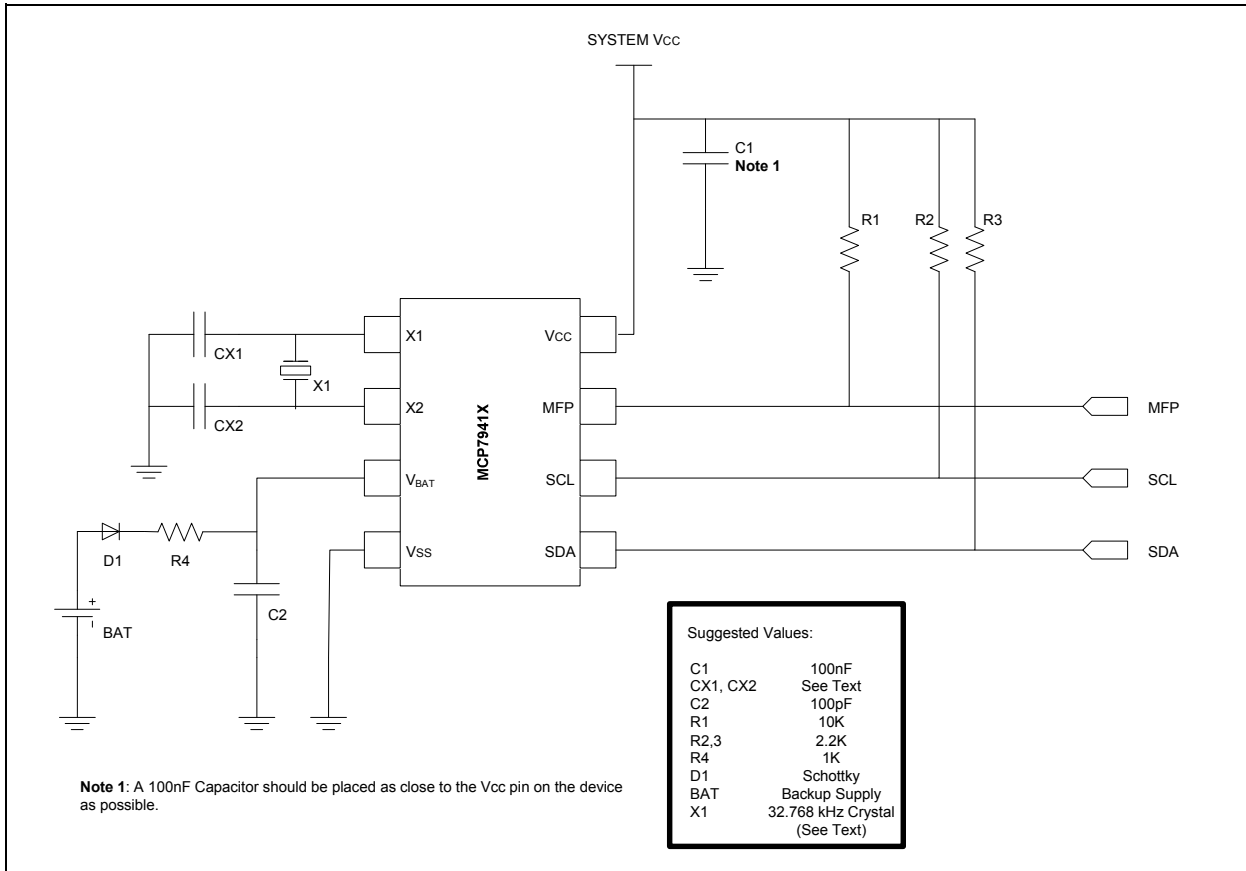 SYSTEM VCC
C1
Note 1
R1
R2
R3
X1
VCC
CX1
X1
X2
MFP
MFP
CX2
MCP7941X
VBAT
SCL
SCL
D1
R4
VSS
SDA
SDA
C2
+
-
BAT
Suggested Values:
C1 100nF
CX1, CX2 See Text
C2 100pF
R1 10K
R2,3 2.2K
R4 1K
D1 Schottky
BAT Backup Supply
X1 32.768 kHz Crystal
(See Text)
Note 1: A 100nF Capacitor should be placed as close to the Vcc pin on the device
as possible.